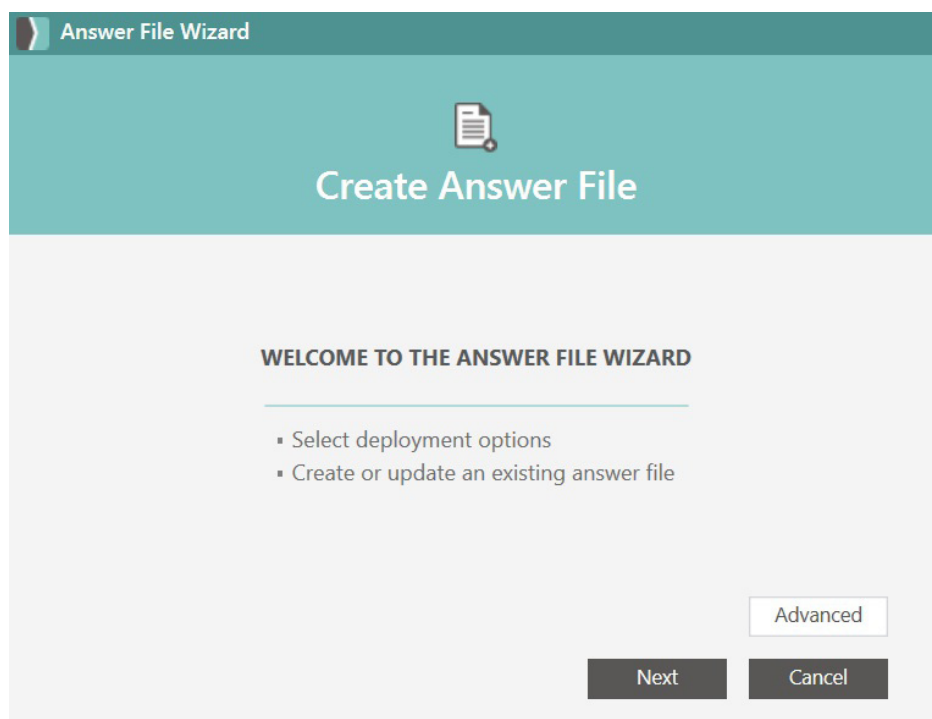 Answer File Wizard
Create Answer File
WELCOME TO THE ANSWER FILE WIZARD
▪ Select deployment options
▪ Create or update an existing answer file
Advanced
Next
Cancel